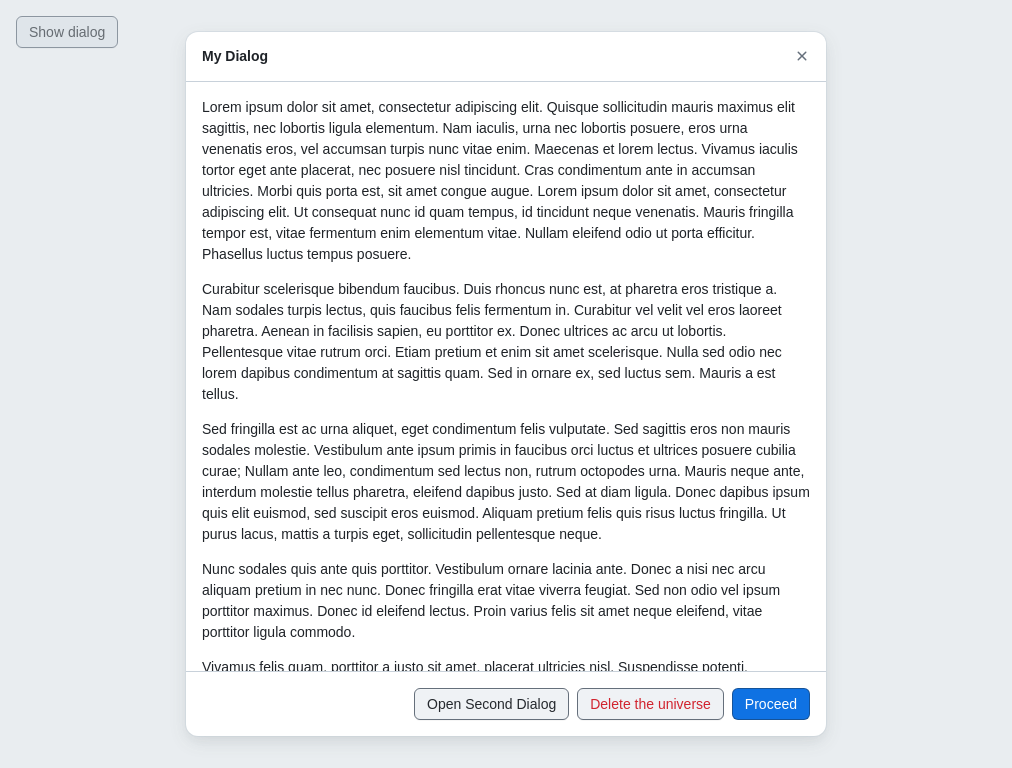 Show dialog
My Dialog
Lorem ipsum dolor sit amet, consectetur adipiscing elit. Quisque sollicitudin mauris maximus elit
sagittis, nec lobortis ligula elementum. Nam iaculis, urna nec lobortis posuere, eros urna
venenatis eros, vel accumsan turpis nunc vitae enim. Maecenas et lorem lectus. Vivamus iaculis
tortor eget ante placerat, nec posuere nisl tincidunt. Cras condimentum ante in accumsan
ultricies. Morbi quis porta est, sit amet congue augue. Lorem ipsum dolor sit amet, consectetur
adipiscing elit. Ut consequat nunc id quam tempus, id tincidunt neque venenatis. Mauris fringilla
tempor est, vitae fermentum enim elementum vitae. Nullam eleifend odio ut porta efficitur.
Phasellus luctus tempus posuere.
Curabitur scelerisque bibendum faucibus. Duis rhoncus nunc est, at pharetra eros tristique a.
Nam sodales turpis lectus, quis faucibus felis fermentum in. Curabitur vel velit vel eros laoreet
pharetra. Aenean in facilisis sapien, eu porttitor ex. Donec ultrices ac arcu ut lobortis.
Pellentesque vitae rutrum orci. Etiam pretium et enim sit amet scelerisque. Nulla sed odio nec
lorem dapibus condimentum at sagittis quam. Sed in ornare ex, sed luctus sem. Mauris a est
tellus.
Sed fringilla est ac urna aliquet, eget condimentum felis vulputate. Sed sagittis eros non mauris
sodales molestie. Vestibulum ante ipsum primis in faucibus orci luctus et ultrices posuere cubilia
curae; Nullam ante leo, condimentum sed lectus non, rutrum octopodes urna. Mauris neque ante,
interdum molestie tellus pharetra, eleifend dapibus justo. Sed at diam ligula. Donec dapibus ipsum
quis elit euismod, sed suscipit eros euismod. Aliquam pretium felis quis risus luctus fringilla. Ut
purus lacus, mattis a turpis eget, sollicitudin pellentesque neque.
Nunc sodales quis ante quis porttitor. Vestibulum ornare lacinia ante. Donec a nisi nec arcu
aliquam pretium in nec nunc. Donec fringilla erat vitae viverra feugiat. Sed non odio vel ipsum
porttitor maximus. Donec id eleifend lectus. Proin varius felis sit amet neque eleifend, vitae
porttitor ligula commodo.
Vivamus felis quam, porttitor a justo sit amet, placerat ultricies nisl. Suspendisse potenti.
Open Second Dialog
Delete the universe
Proceed